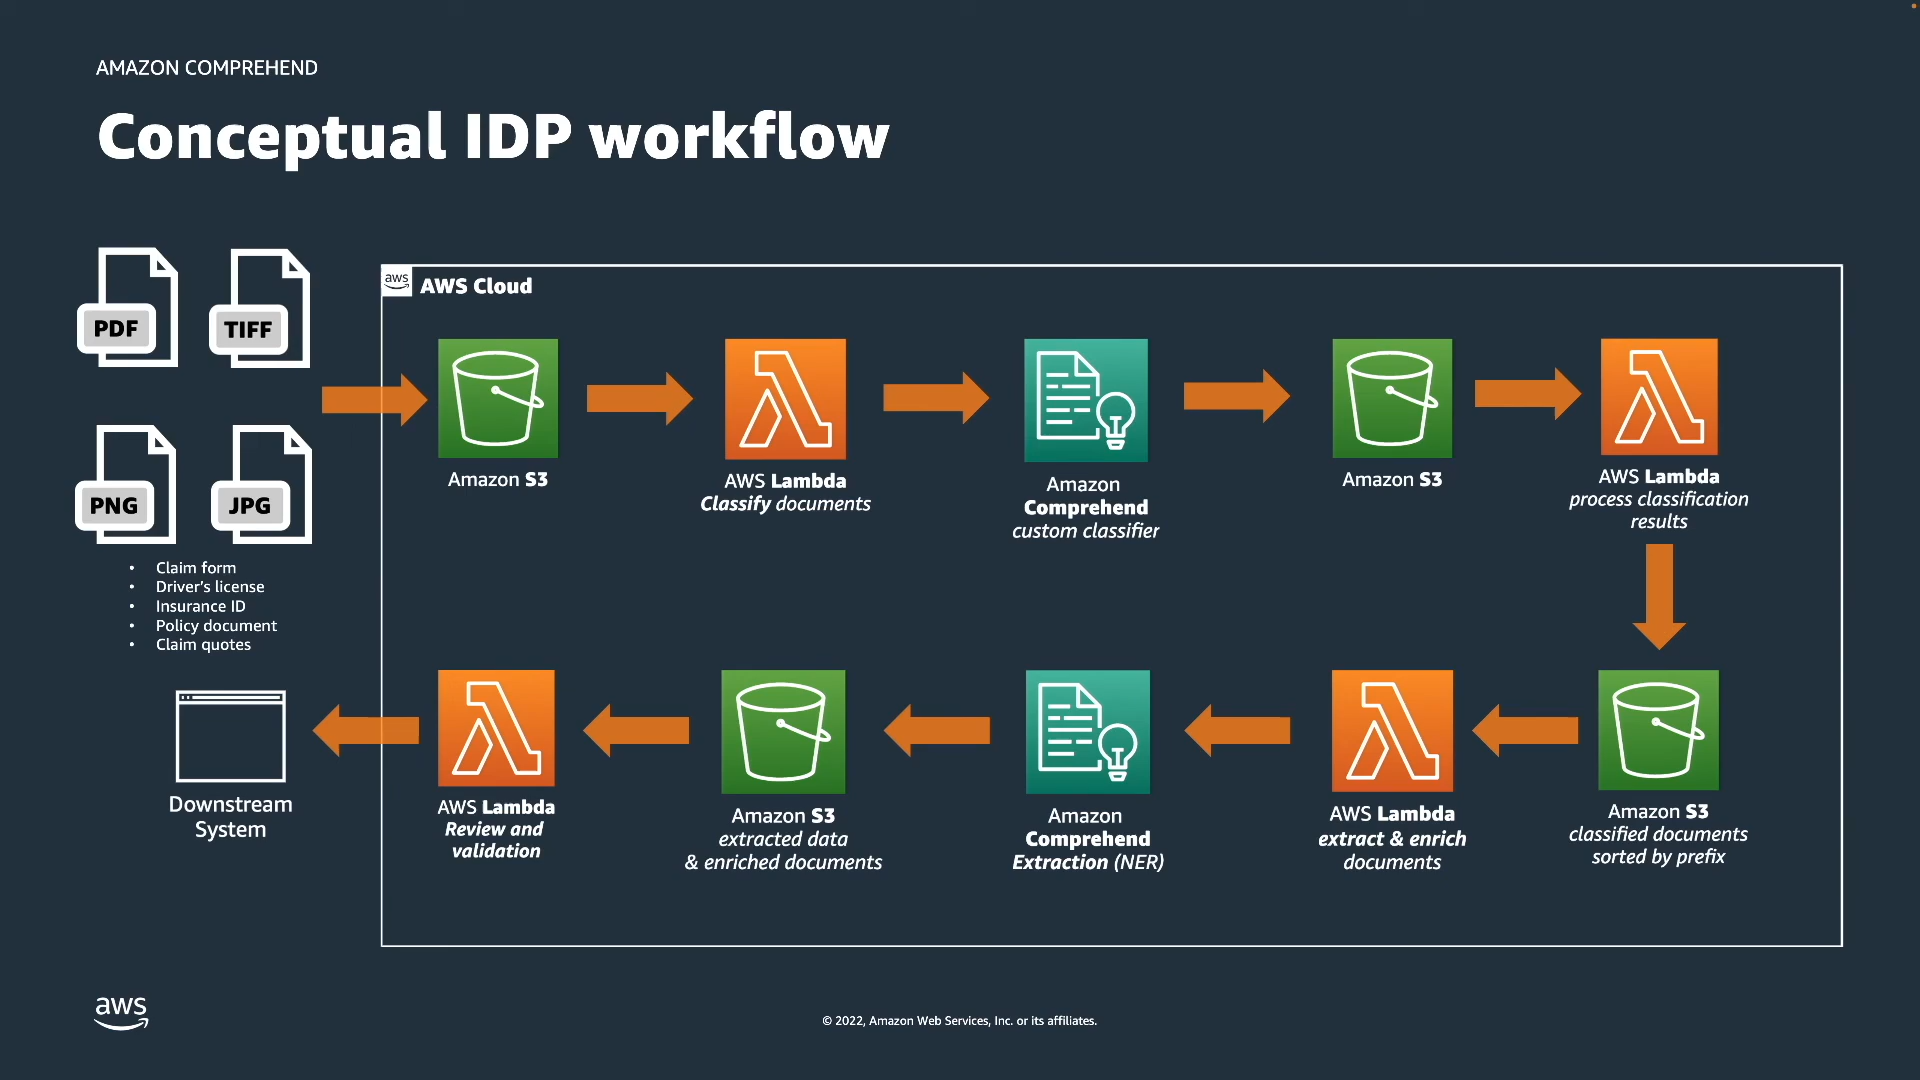 AMAZON COMPREHEND
Conceptual IDP workflow
PDF
TIFF
PNG
JPG
• Claim form
• Driver's license
• Insurance ID
• Policy document
• Claim quotes
aws
AWS Cloud
Amazon S3
AWS Lambda
Classify documents
Amazon
Comprehend
custom classifier
Amazon S3
AWS Lambda
process classification
results
Amazon S3
classified documents
sorted by prefix
AWS Lambda
extract & enrich
documents
Amazon
Comprehend
Extraction (NER)
Amazon S3
extracted data
& enriched documents
AWS Lambda
Review and
validation
Downstream
System
aws
© 2022, Amazon Web Services, Inc. or its affiliates.